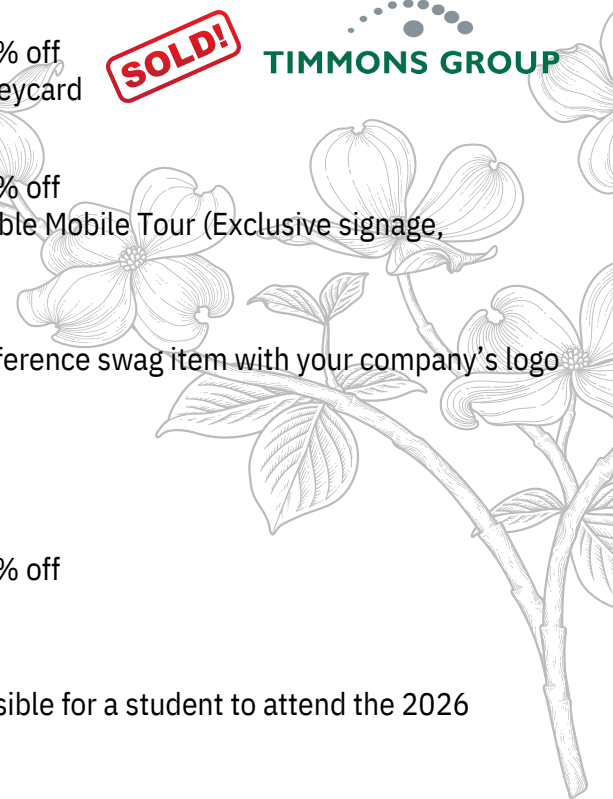 % off
SOLD!
TIMMONS GROUP
eycard
% off
ble Mobile Tour (Exclusive signage,
ference swag item with your company’s logo
% off
sible for a student to attend the 2026